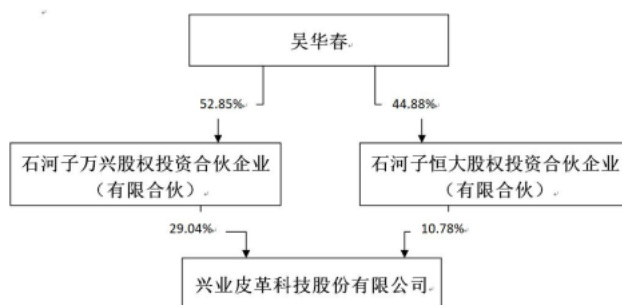 吴华春
52.85%
44.88%
石河子万兴股权投资合伙企业
（有限合伙）
石河子恒大股权投资合伙企业
（有限合伙）
29.04%
10.78%
兴业皮革科技股份有限公司